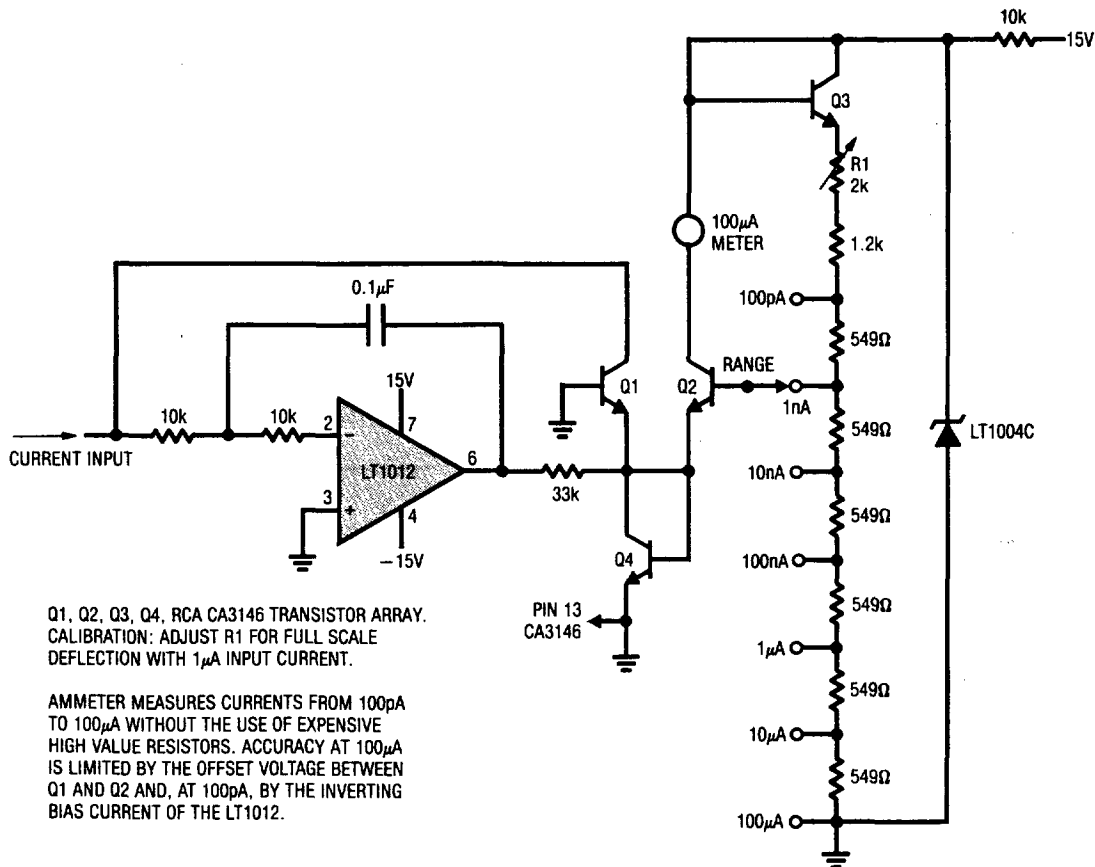 10k
15V
Q3
R1
2k
100µA
METER
1.2k
0.1µF
100pA
549Ω
RANGE
Q1
Q2
1nA
15V
10k
10k
2
7
549Ω
LT1004C
CURRENT INPUT
LT1012
6
10nA
33k
3
4
549Ω
−15V
Q4
100nA
549Ω
PIN 13
CA3146
1µA
Q1, Q2, Q3, Q4, RCA CA3146 TRANSISTOR ARRAY.
CALIBRATION: ADJUST R1 FOR FULL SCALE
DEFLECTION WITH 1µA INPUT CURRENT.
549Ω
10µA
AMMETER MEASURES CURRENTS FROM 100pA
TO 100µA WITHOUT THE USE OF EXPENSIVE
HIGH VALUE RESISTORS. ACCURACY AT 100µA
IS LIMITED BY THE OFFSET VOLTAGE BETWEEN
Q1 AND Q2 AND, AT 100pA, BY THE INVERTING
BIAS CURRENT OF THE LT1012.
549Ω
100µA